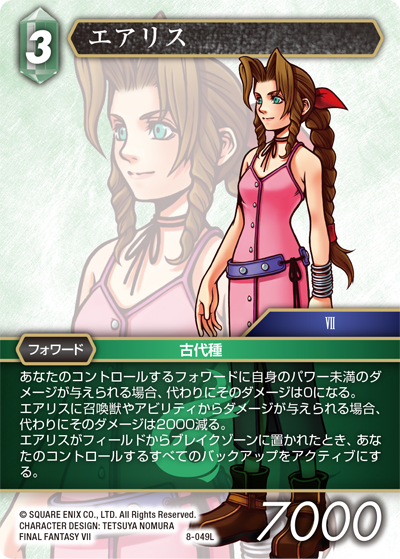 3
エアリス
VII
フォワード
古代種
あなたのコントロールするフォワードに自身のパワー未満のダ
メージが与えられる場合、代わりにそのダメージは0になる。
エアリスに召喚獣やアビリティからダメージが与えられる場合、
代わりにそのダメージは2000減る。
エアリスがフィールドからブレイクゾーンに置かれたとき、あな
たのコントロールするすべてのバックアップをアクティブにす
る。
© SQUARE ENIX CO., LTD. All Rights Reserved.
CHARACTER DESIGN: TETSUYA NOMURA
FINAL FANTASY VII
8-049L
7000